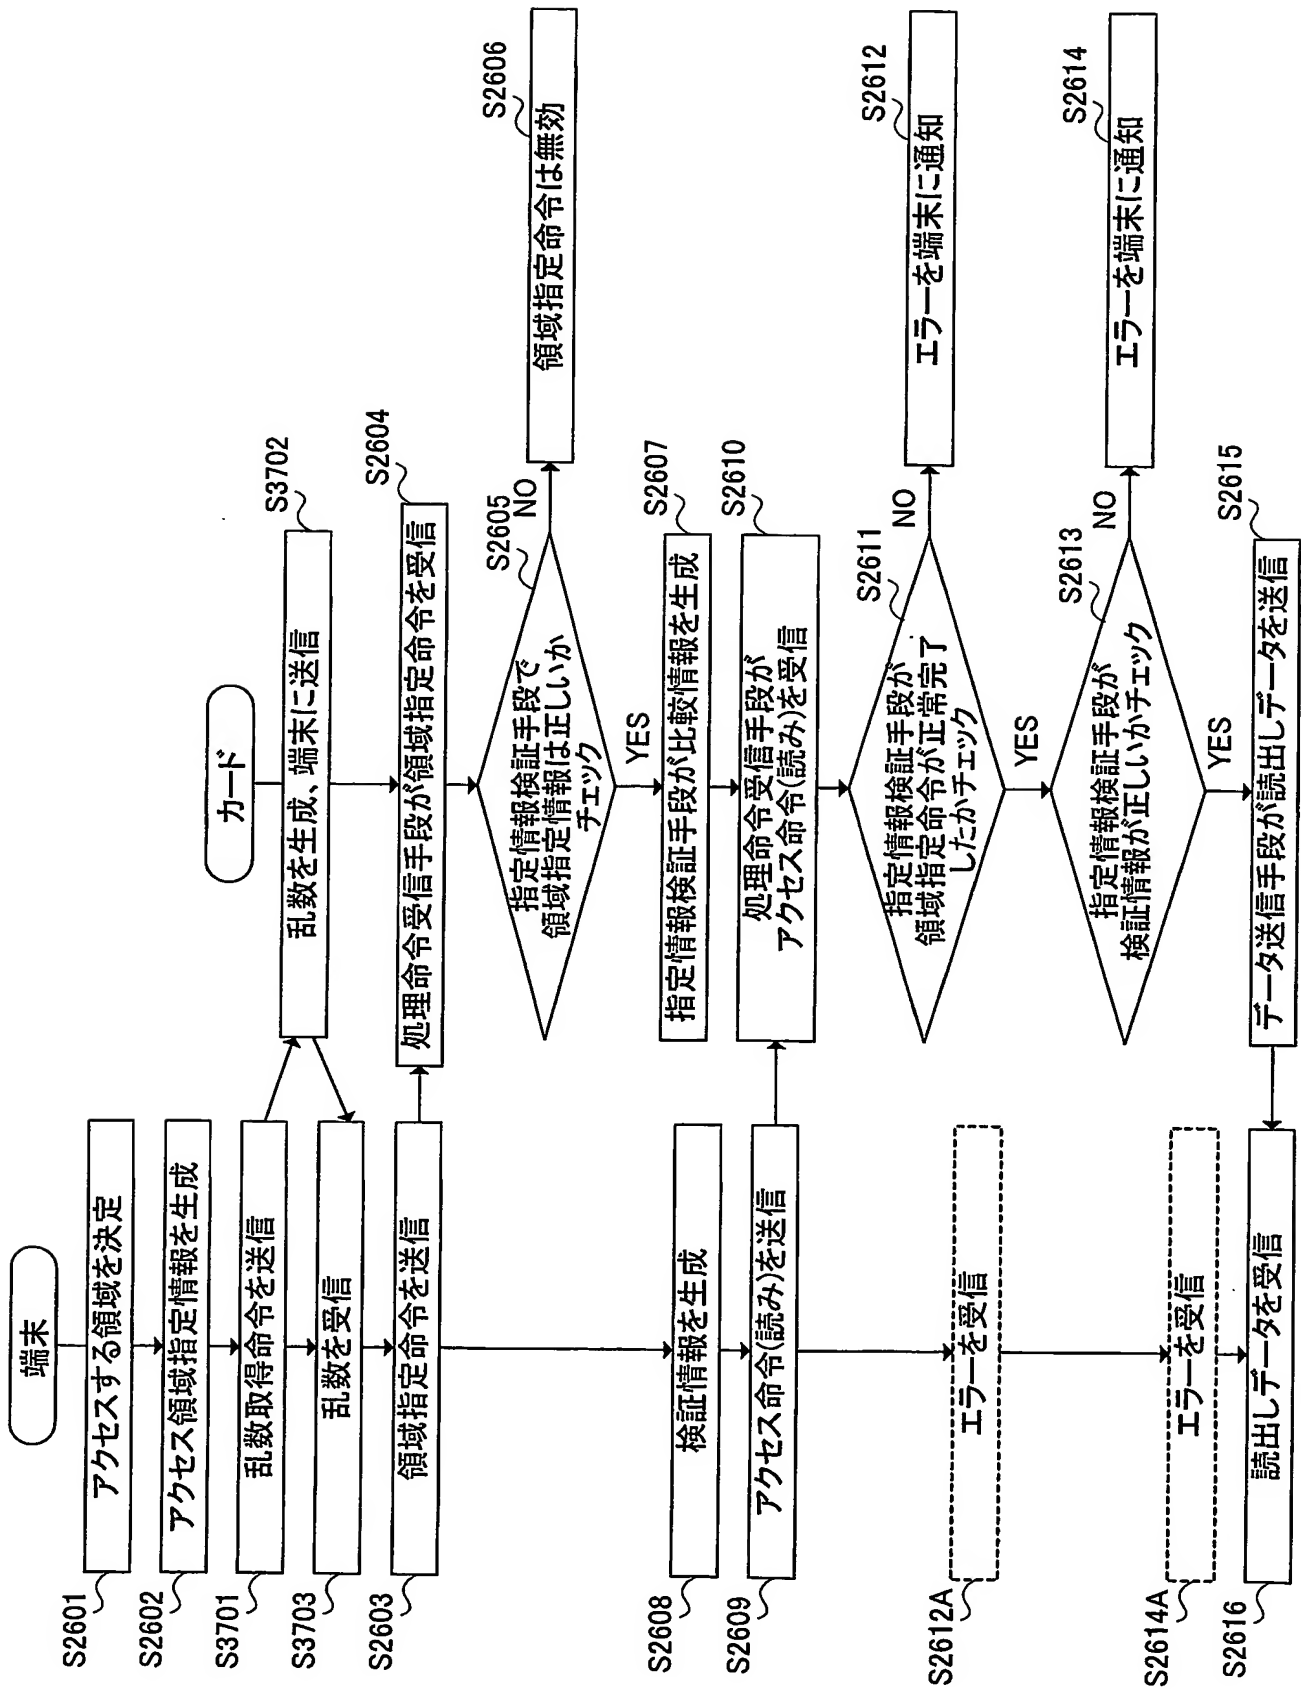 端末
S2601
アクセスする領域を決定
S2602
アクセス領域指定情報を生成
S3701
乱数取得命令を送信
S3703
乱数を受信
S2603
領域指定命令を送信
S2608
検証情報を生成
S2609
アクセス命令(読み)を送信
S2612A
エラーを受信
S2614A
エラーを受信
S2616
読出しデータを受信
カード
S3702
乱数を生成、端末に送信
S2604
処理命令受信手段が領域指定命令を受信
S2605
指定情報検証手段で
領域指定情報は正しいか
チェック
NO
S2606
領域指定命令は無効
YES
S2607
指定情報検証手段が比較情報を生成
S2610
処理命令受信手段が
アクセス命令(読み)を受信
S2611
指定情報検証手段が
領域指定命令が正常完了
したかチェック
NO
S2612
エラーを端末に通知
YES
S2613
指定情報検証手段が
検証情報が正しいかチェック
NO
S2614
エラーを端末に通知
YES
S2615
データ送信手段が読出しデータを送信